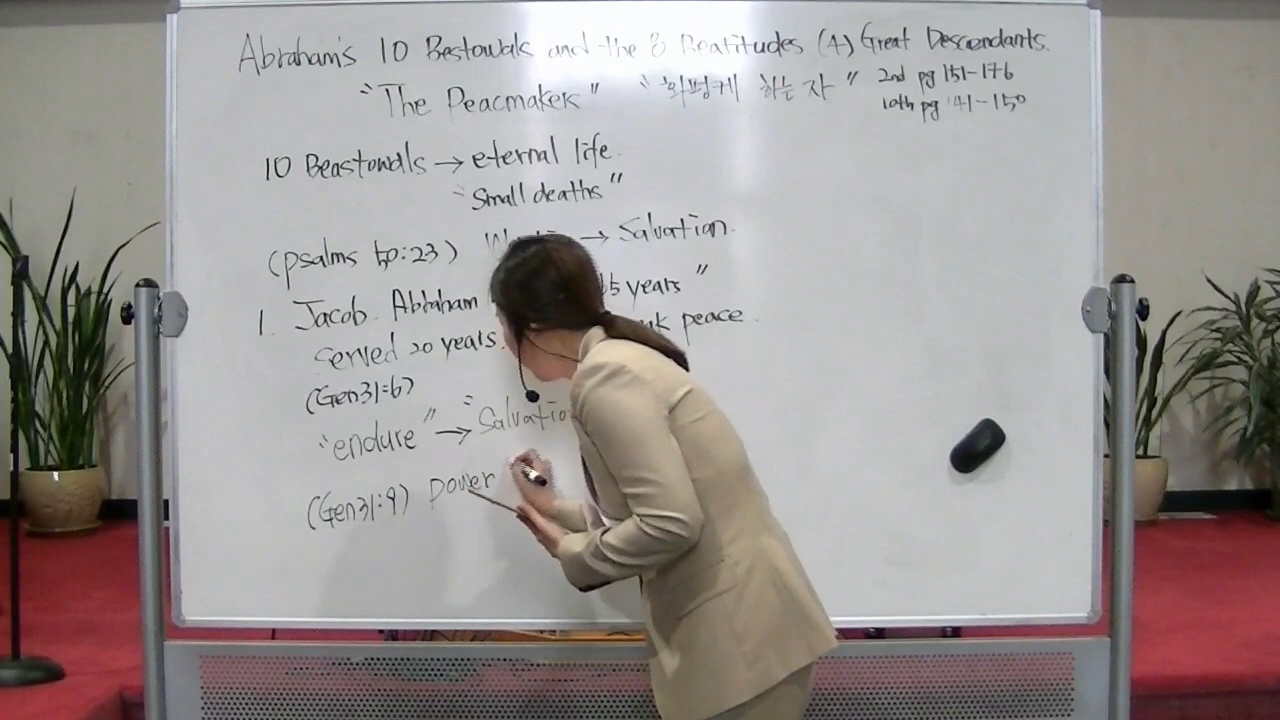 Abraham's 10 Bestowals and the 8 Beatitudes (4) Great Descendants.
"The Peacmakers" "화평케 하는 자" 2nd pg 151-176
10th pg 141-150
10 Beastowals → eternal life.
"Small deaths"
(psalms 50:23) → Salvation.
1. Jacob. Abraham years"
Served 20 years. peace.
(Gen31:6)
"endure" → "Salvation
(Gen31:9) power